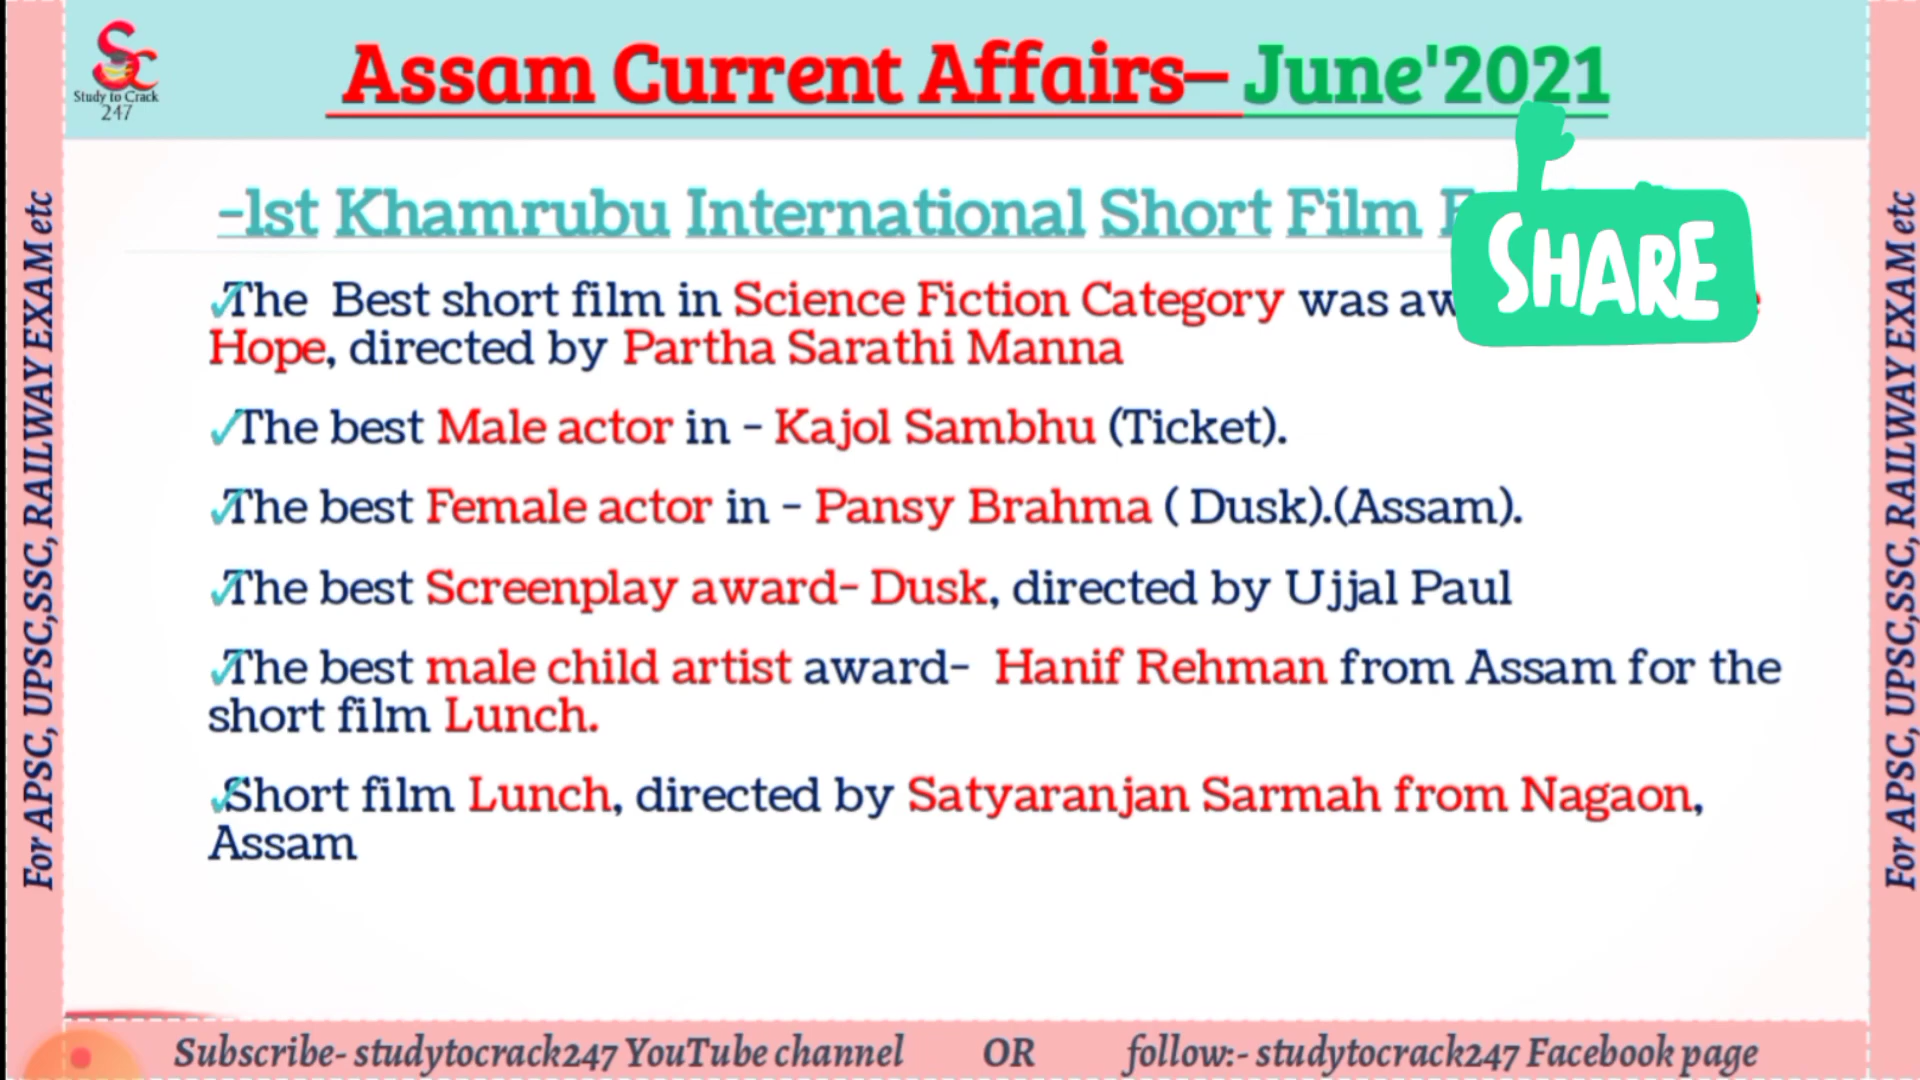 Sc
Study to Crack
247
Assam Current Affairs– June'2021
-1st Khamrubu International Short Film
SHARE
✓The Best short film in Science Fiction Category was
Hope, directed by Partha Sarathi Manna
✓The best Male actor in - Kajol Sambhu (Ticket).
✓The best Female actor in - Pansy Brahma ( Dusk).(Assam).
✓The best Screenplay award- Dusk, directed by Ujjal Paul
✓The best male child artist award- Hanif Rehman from Assam for the
short film Lunch.
✓Short film Lunch, directed by Satyaranjan Sarmah from Nagaon,
Assam
For APSC, UPSC,SSC, RAILWAY EXAM etc
For APSC, UPSC,SSC, RAILWAY EXAM etc
Subscribe- studytocrack247 YouTube channel OR follow:- studytocrack247 Facebook page